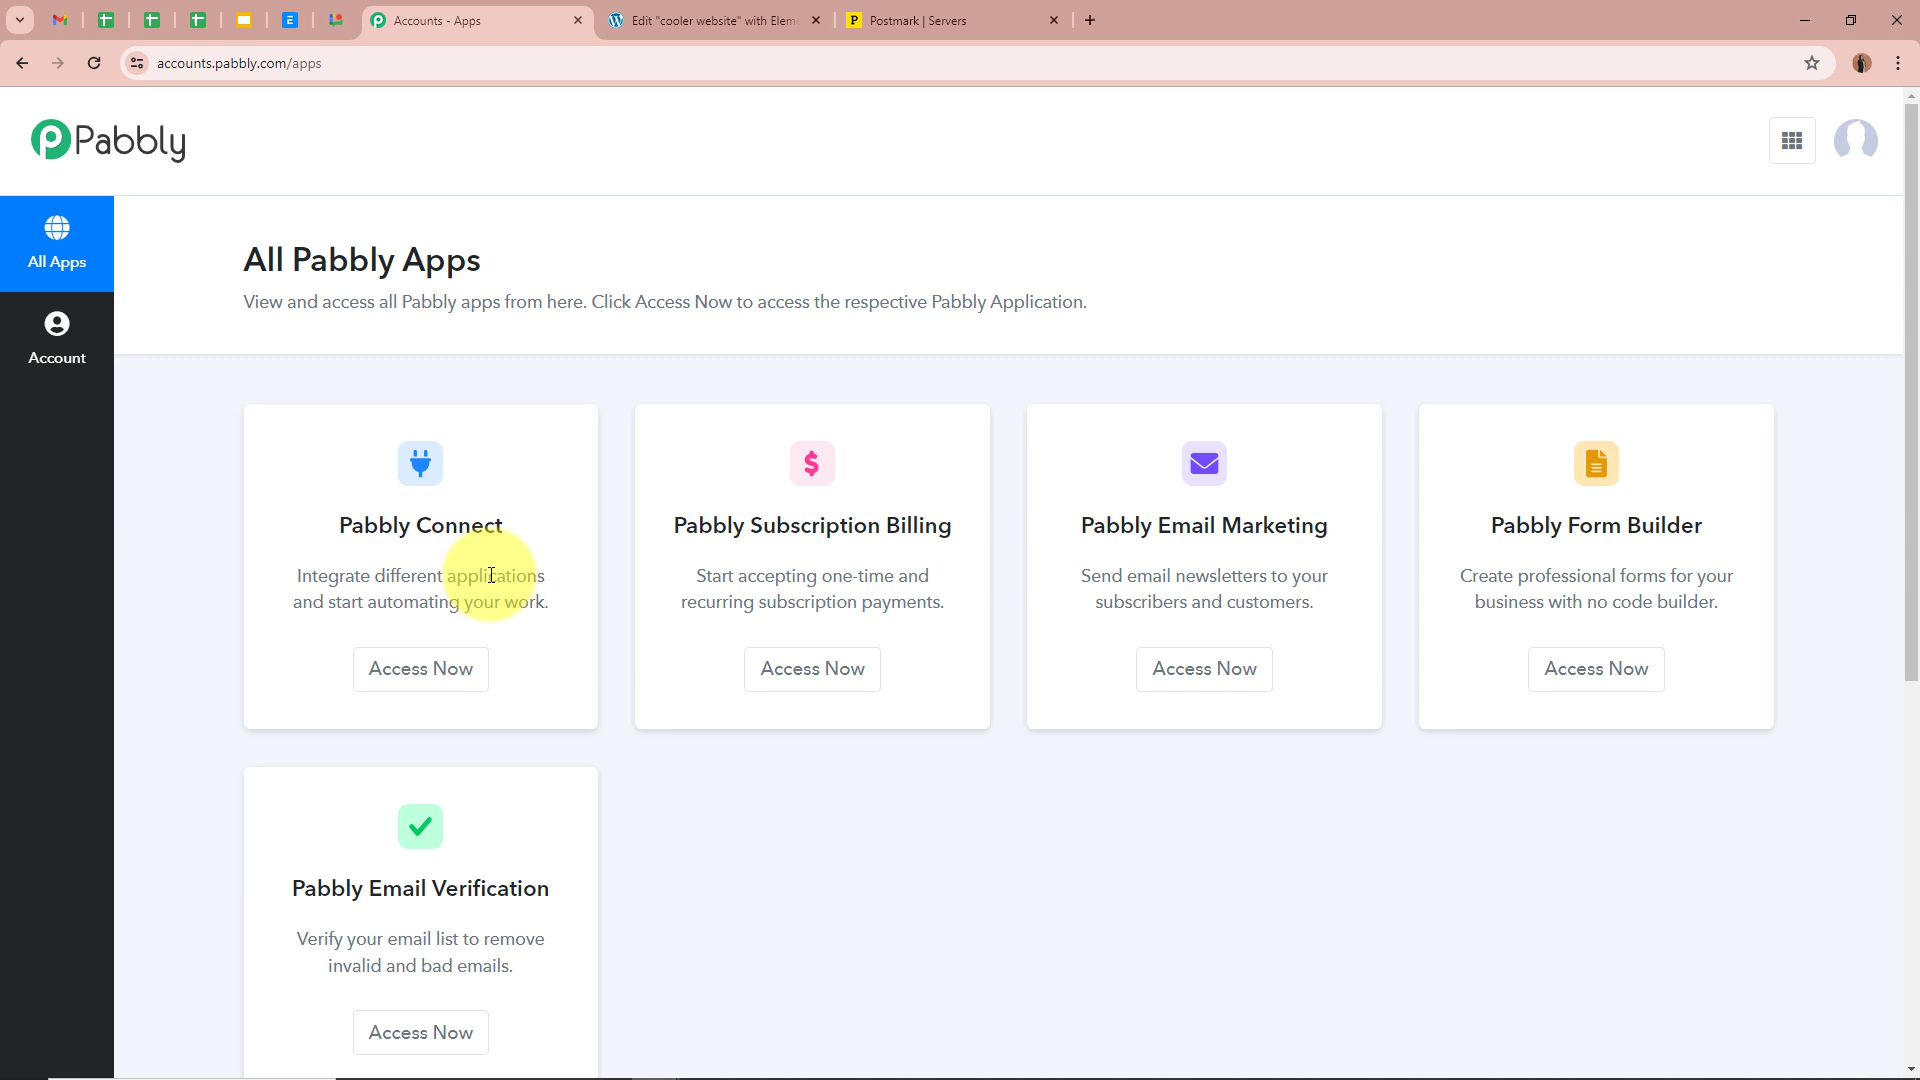 Accounts - Apps
Edit "cooler website" with Elem
Postmark | Servers
accounts.pabbly.com/apps
Pabbly
All Apps
Account
All Pabbly Apps
View and access all Pabbly apps from here. Click Access Now to access the respective Pabbly Application.
Pabbly Connect
Integrate different applications
and start automating your work.
Access Now
Pabbly Subscription Billing
Start accepting one-time and
recurring subscription payments.
Access Now
Pabbly Email Marketing
Send email newsletters to your
subscribers and customers.
Access Now
Pabbly Form Builder
Create professional forms for your
business with no code builder.
Access Now
Pabbly Email Verification
Verify your email list to remove
invalid and bad emails.
Access Now